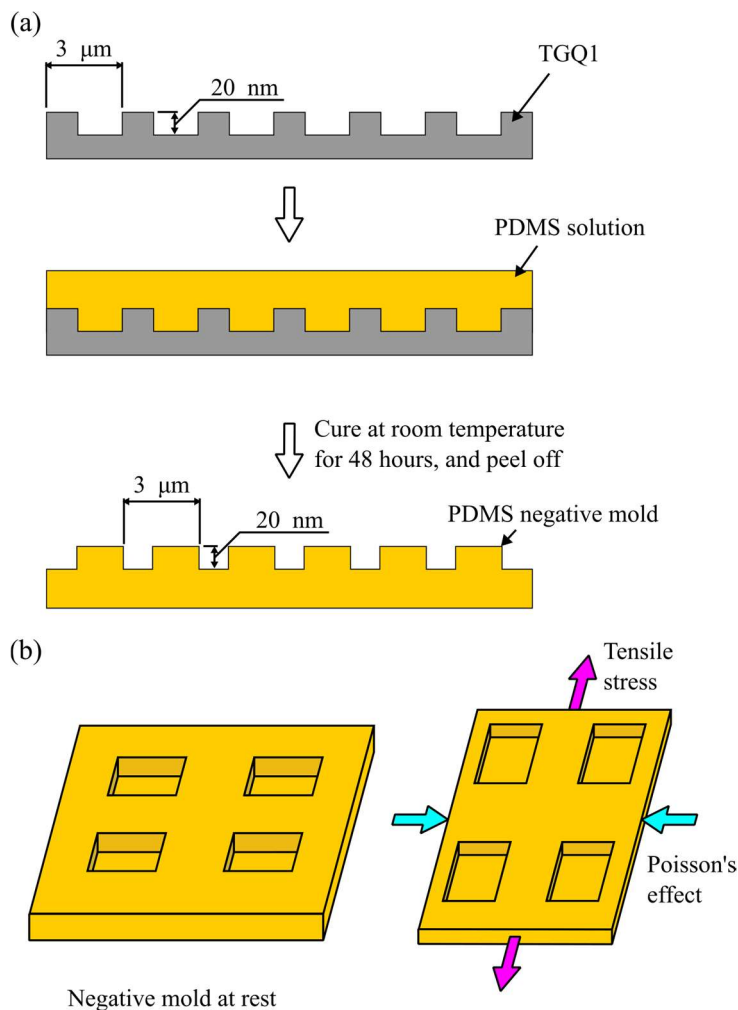 (a)
3 μm
20 nm
TGQ1
PDMS solution
Cure at room temperature
for 48 hours, and peel off
3 μm
20 nm
PDMS negative mold
(b)
Tensile
stress
Poisson's
effect
Negative mold at rest